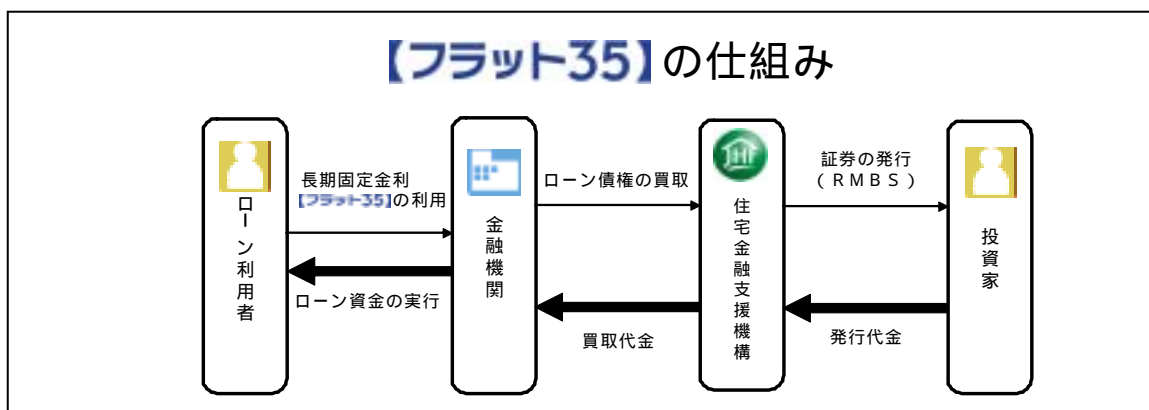 【フラット35】の仕組み
ローン利用者
長期固定金利
【フラット35】の利用
ローン資金の実行
金融機関
ローン債権の買取
買取代金
住宅金融支援機構
証券の発行
(RMBS)
発行代金
投資家